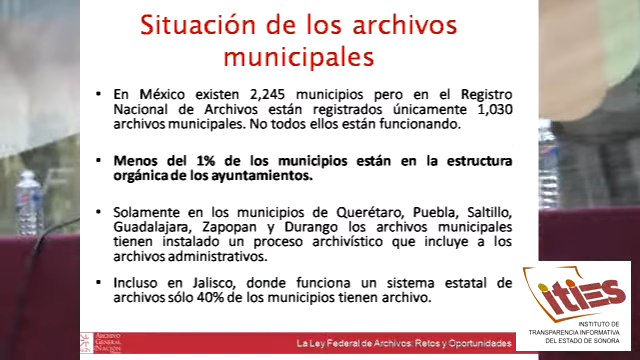 Situación de los archivos
municipales
• En México existen 2,245 municipios pero en el Registro
Nacional de Archivos están registrados únicamente 1,030
archivos municipales. No todos ellos están funcionando.
• Menos del 1% de los municipios están en la estructura
orgánica de los ayuntamientos.
• Solamente en los municipios de Querétaro, Puebla, Saltillo,
Guadalajara, Zapopan y Durango los archivos municipales
tienen instalado un proceso archivístico que incluye a los
archivos administrativos.
• Incluso en Jalisco, donde funciona un sistema estatal de
archivos sólo 40% de los municipios tienen archivo.
ARCHIVO
GENERAL
NACIÓN
La Ley Federal de Archivos: Retos y Oportunidades
itiES
INSTITUTO DE
TRANSPARENCIA INFORMATIVA
DEL ESTADO DE SONORA